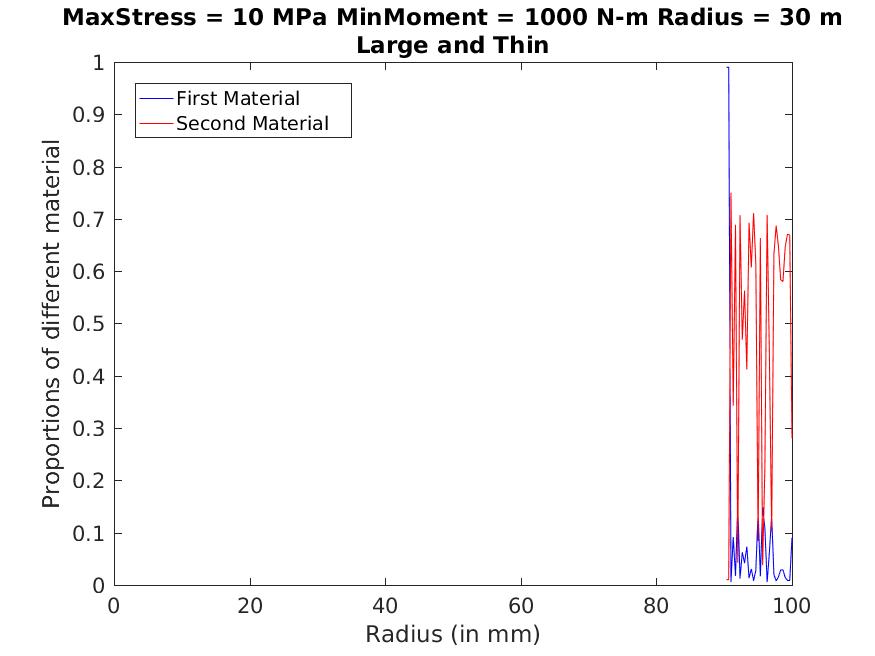 MaxStress = 10 MPa MinMoment = 1000 N-m Radius = 30 m
Large and Thin
1
First Material
0.9
Second Material
0.8
0.7
0.6
0.5
0.4
0.3
0.2
0.1
0
Proportions of different material
0 20 40 60 80 100
Radius (in mm)